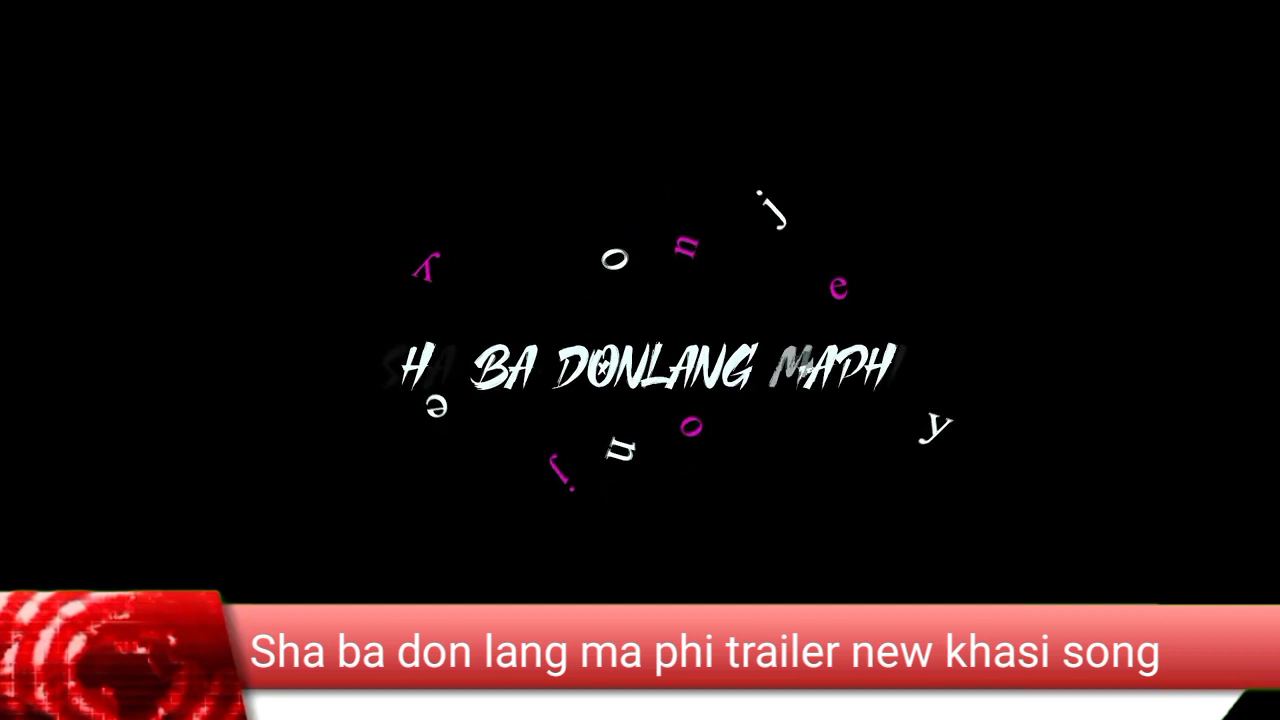 y o n j e
H BA DONLANG MAPH
e j n o y
Sha ba don lang ma phi trailer new khasi song